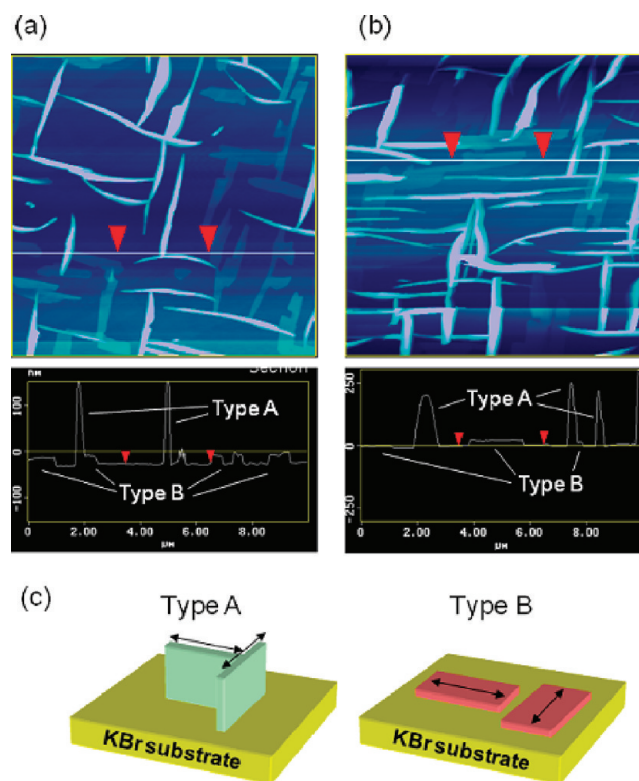 (a)
(b)
Section
nM
100
0
-100
Type A
Type B
0 2.00 4.00 6.00 8.00
µM
250
0
-250
Type A
Type B
0 2.00 4.00 6.00 8.00
µM
(c)
Type A
Type B
KBr substrate
KBr substrate